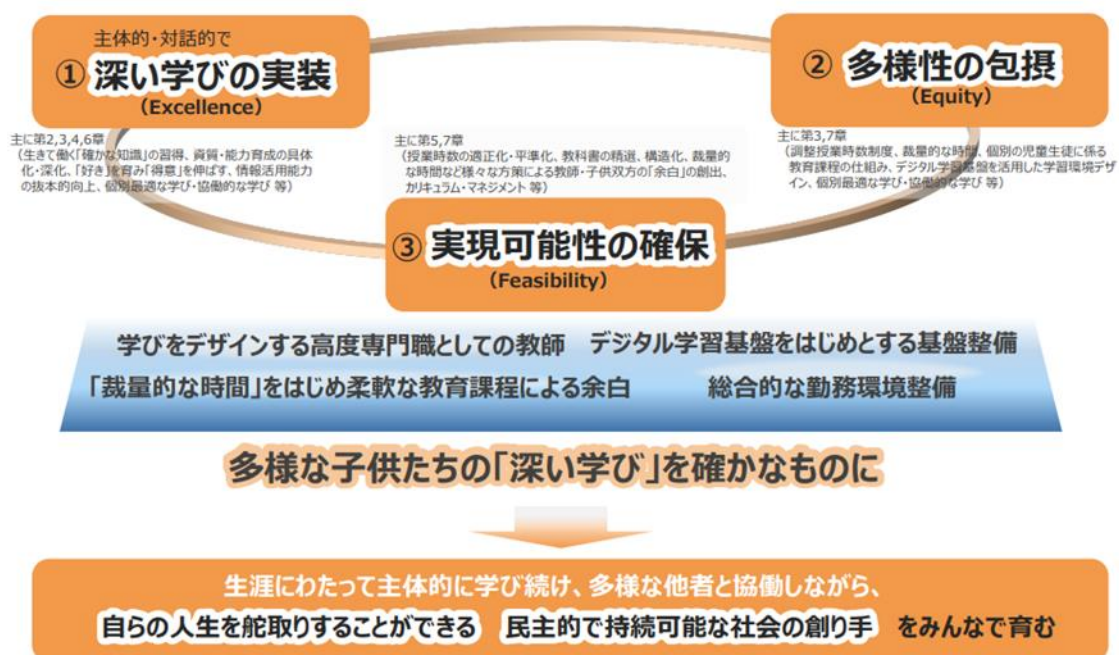 主体的・対話的で
① 深い学びの実装
(Excellence)
② 多様性の包摂
(Equity)
主に第2,3,4,6章
（生きて働く「確かな知識」の習得、資質・能力育成の具体
化・深化、「好き」を育み「得意」を伸ばす、情報活用能力
の抜本的向上、個別最適な学び・協働的な学び 等）
主に第5,7章
（授業時数の適正化・平準化、教科書の精選、構造化、裁量的
な時間など様々な方策による教師・子供双方の「余白」の創出、
カリキュラム・マネジメント 等）
主に第3,7章
（調整授業時数制度、裁量的な時間、個別の児童生徒に係る
教育課程の仕組み、デジタル学習基盤を活用した学習環境デザ
イン、個別最適な学び・協働的な学び 等）
③ 実現可能性の確保
(Feasibility)
学びをデザインする高度専門職としての教師　デジタル学習基盤をはじめとする基盤整備
「裁量的な時間」をはじめ柔軟な教育課程による余白　総合的な勤務環境整備
多様な子供たちの「深い学び」を確かなものに
生涯にわたって主体的に学び続け、多様な他者と協働しながら、
自らの人生を舵取りすることができる　民主的で持続可能な社会の創り手　をみんなで育む